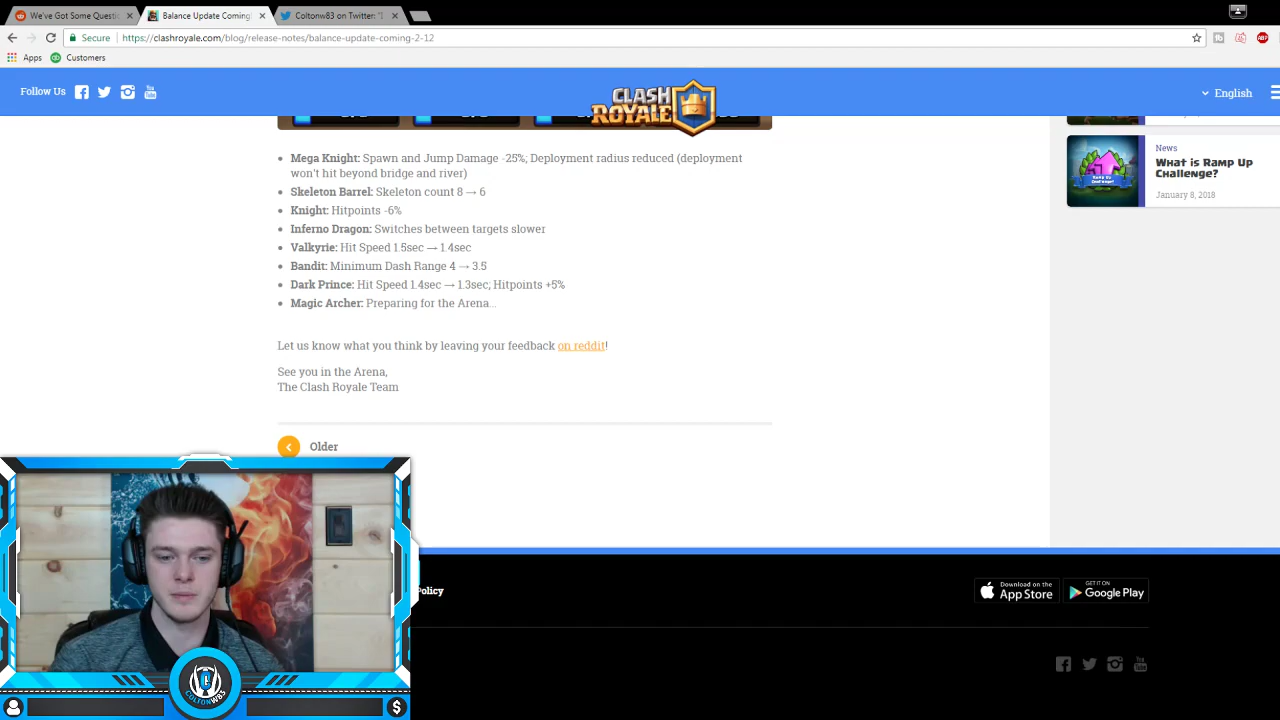 We've Got Some Questi
Balance Update Coming!
Coltonw83 on Twitter: "
Secure
https://clashroyale.com/blog/release-notes/balance-update-coming-2-12
ABP
Apps
Customers
Follow Us
CLASH ROYALE
English
News
What is Ramp Up
Challenge?
January 8, 2018
Mega Knight: Spawn and Jump Damage -25%; Deployment radius reduced (deployment
won't hit beyond bridge and river)
Skeleton Barrel: Skeleton count 8 → 6
Knight: Hitpoints -6%
Inferno Dragon: Switches between targets slower
Valkyrie: Hit Speed 1.5sec → 1.4sec
Bandit: Minimum Dash Range 4 → 3.5
Dark Prince: Hit Speed 1.4sec → 1.3sec; Hitpoints +5%
Magic Archer: Preparing for the Arena...
Let us know what you think by leaving your feedback on reddit!
See you in the Arena,
The Clash Royale Team
Older
Policy
Download on the
App Store
GET IT ON
Google Play
COLTONW83
$